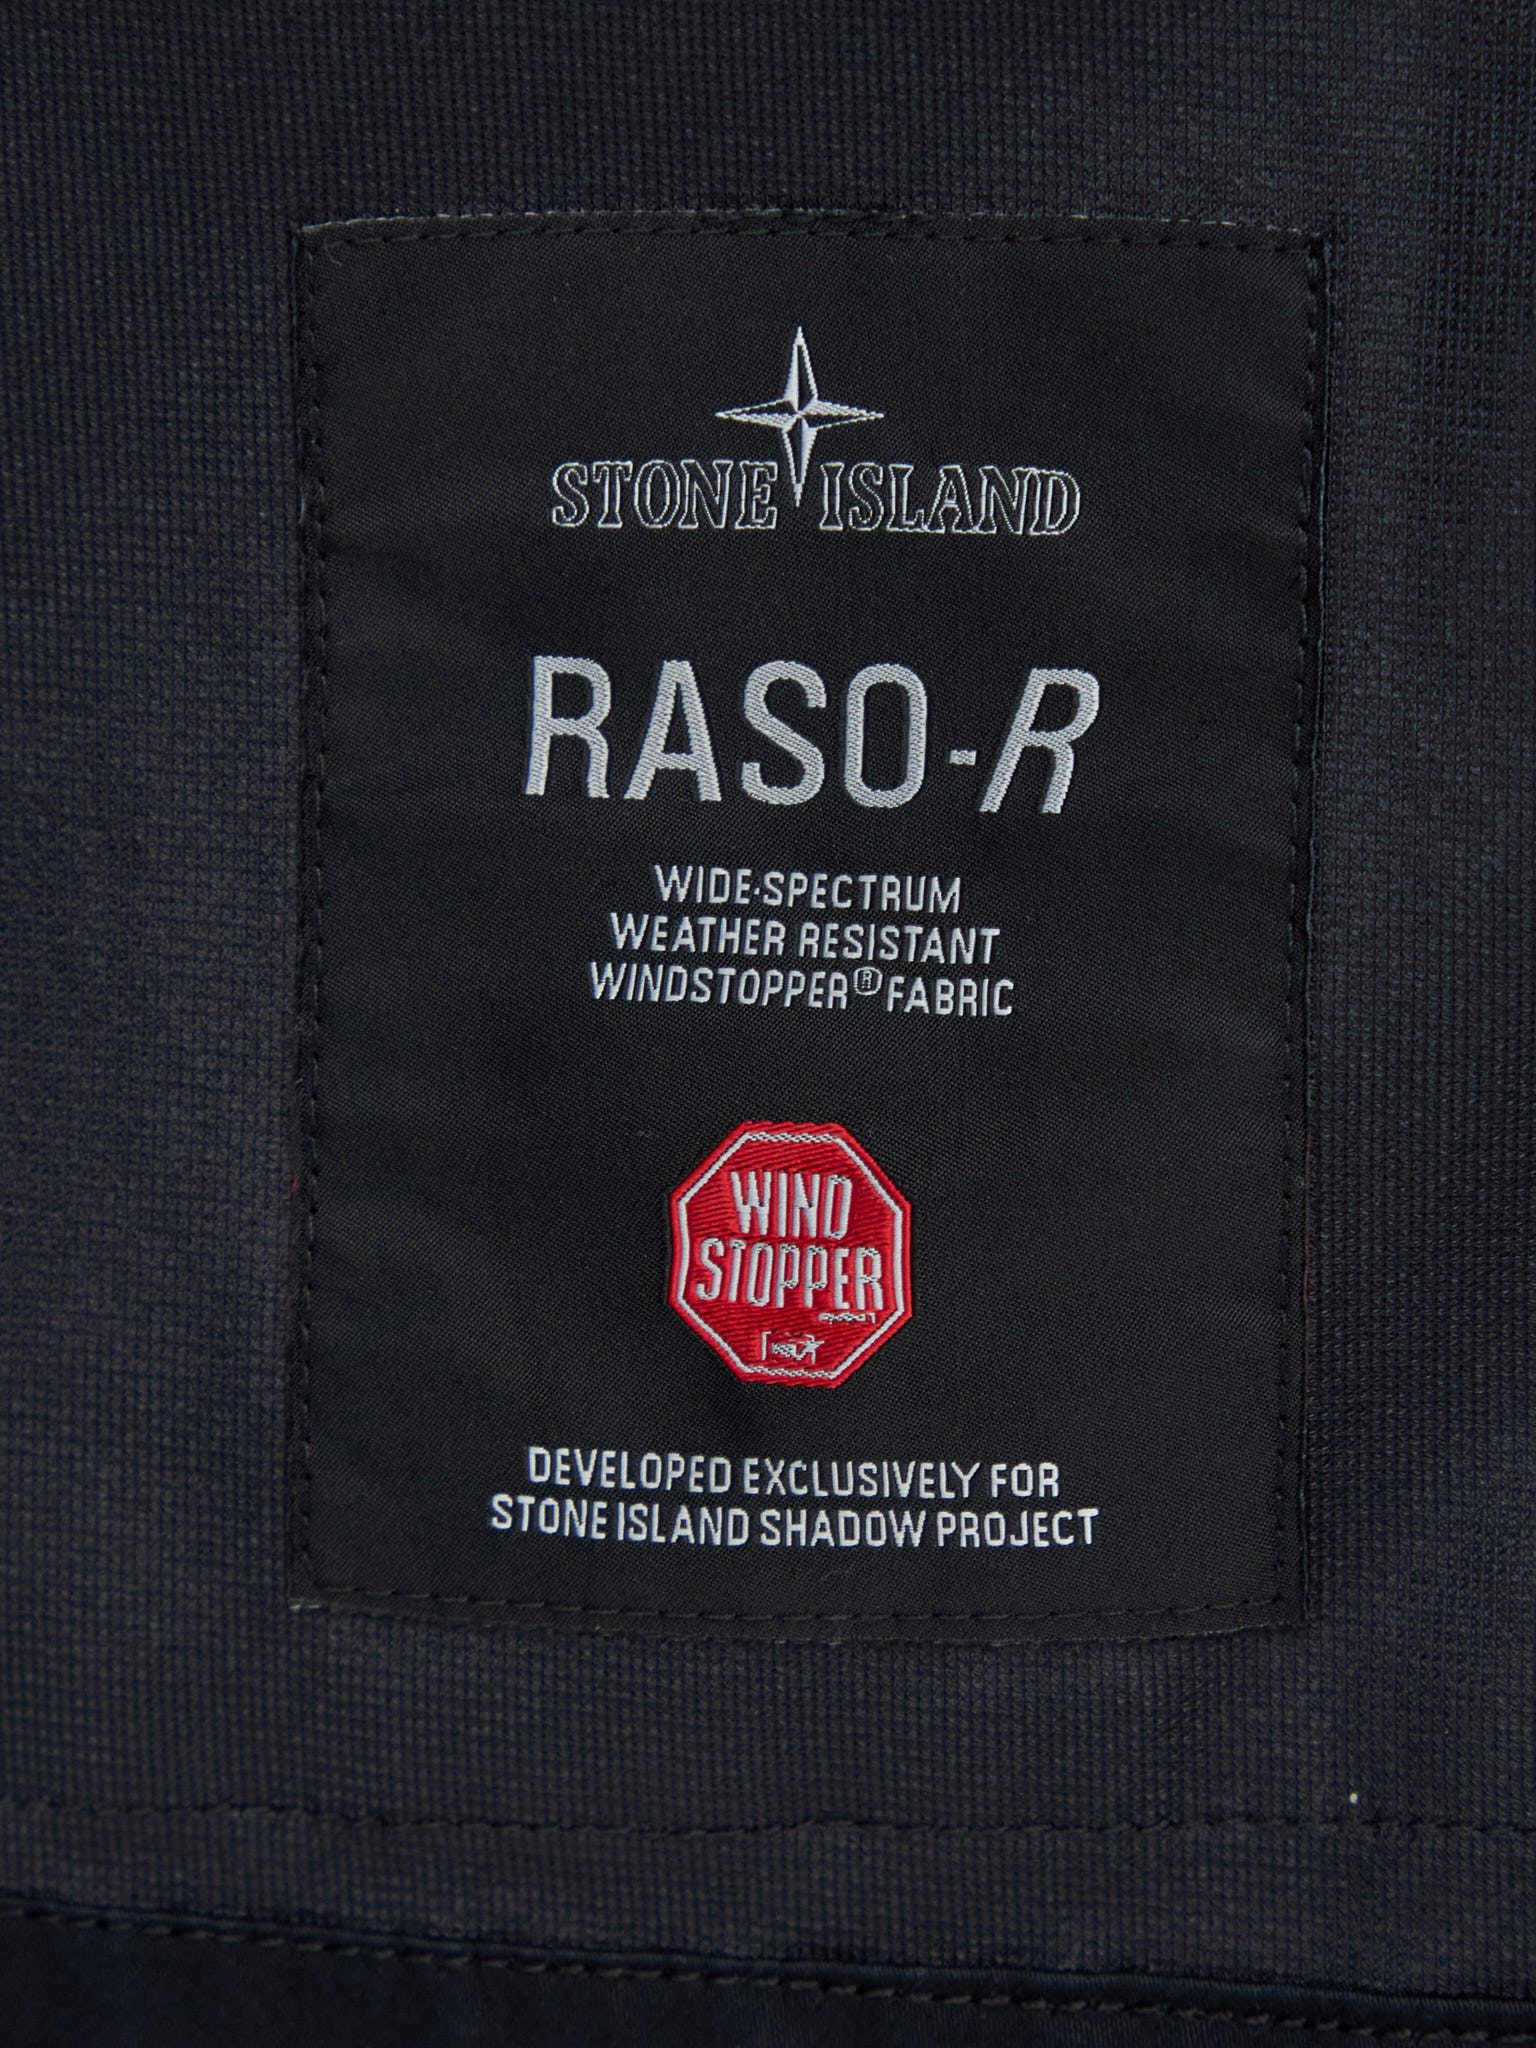 STONE ISLAND
RASO-R
WIDE-SPECTRUM
WEATHER RESISTANT
WINDSTOPPER® FABRIC
WIND
STOPPER
DEVELOPED EXCLUSIVELY FOR
STONE ISLAND SHADOW PROJECT